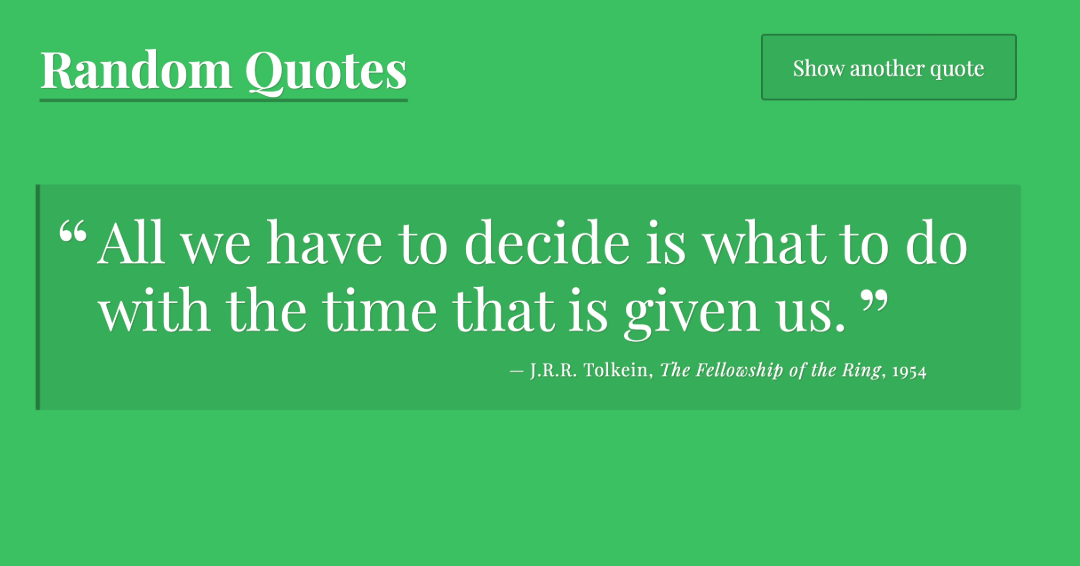 Random Quotes
Show another quote
“ All we have to decide is what to do
with the time that is given us. ”
— J.R.R. Tolkein, The Fellowship of the Ring, 1954